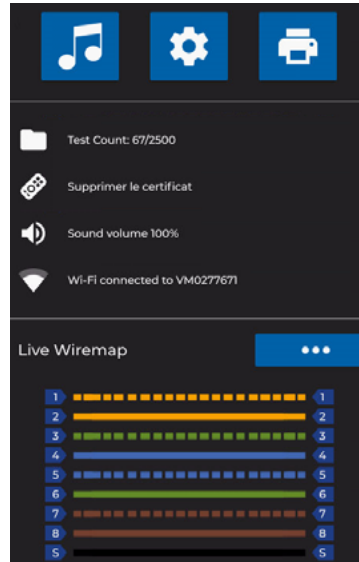 Test Count: 67/2500
Supprimer le certificat
Sound volume 100%
Wi-Fi connected to VM0277671
Live Wiremap
1 1
2 2
3 3
4 4
5 5
6 6
7 7
8 8
S S